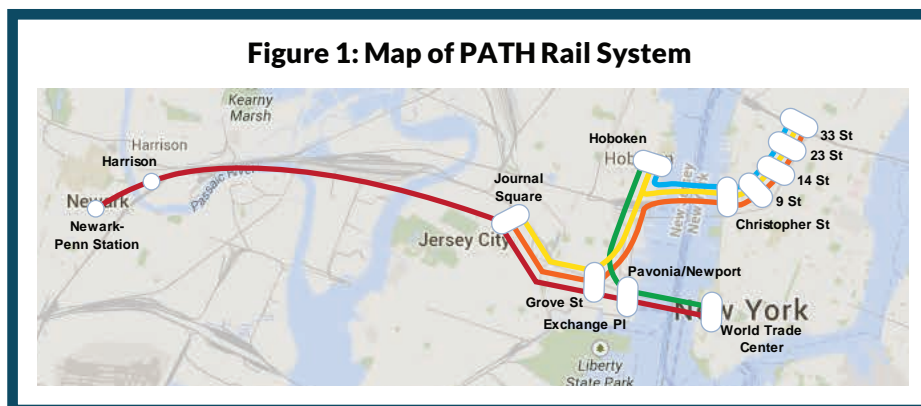 Figure 1: Map of PATH Rail System
Kearny
Marsh
Harrison
Harrison
Passaic River
Newark
Newark-
Penn Station
Journal
Square
Jersey City
Hoboken
Hoboken
33 St
23 St
14 St
9 St
Christopher St
New Jersey
New York
Pavonia/Newport
Grove St
Exchange Pl
New York
World Trade
Center
Liberty
State Park